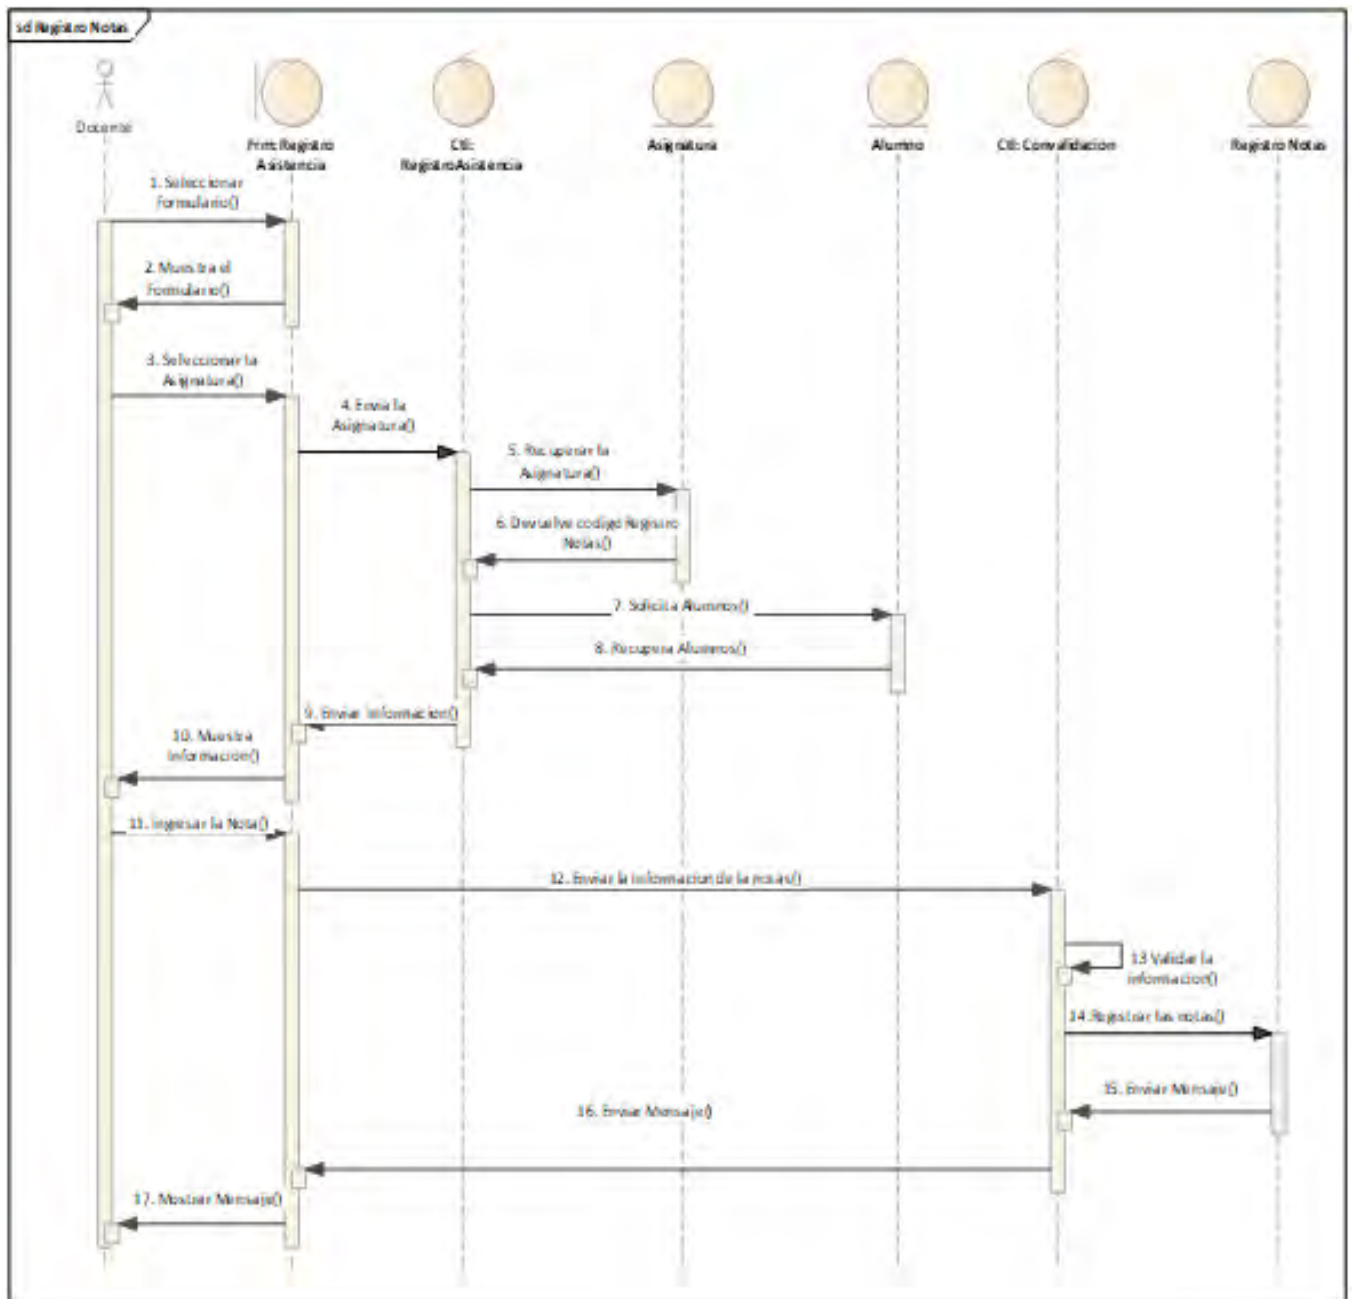 sd Registro Notas
Docente
Prin: Registro
Asistencia
Ctl:
RegistroAsistencia
Asignatura
Alumno
Ctl: Convalidacion
Registro Notas
1. Seleccionar
Formulario()
2. Muestra el
Formulario()
3. Seleccionar la
Asignatura()
4. Envia la
Asignatura()
5. Recuperar la
Asignatura()
6. Devuelve codigo Registro
Notas()
7. Solicita Alumnos()
8. Recupera Alumnos()
9. Enviar Informacion()
10. Muestra
Informacion()
11. Ingresar la Nota()
12. Enviar la Informacion de la notas()
13 Validar la
informacion()
14. Registrar las notas()
15. Enviar Mensaje()
16. Enviar Mensaje()
17. Mostrar Mensaje()